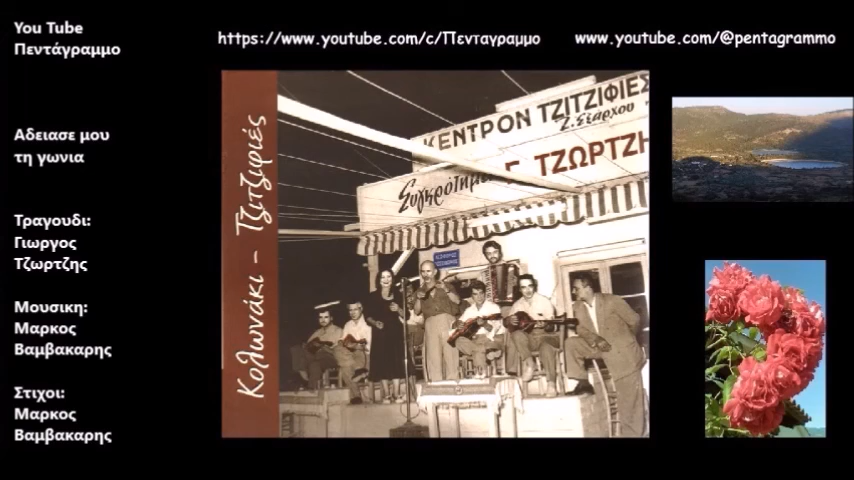 You Tube
Πεντάγραμμο
https://www.youtube.com/c/Πενταγραμμο
www.youtube.com/@pentagrammo
Αδειασε μου
τη γωνια
Τραγουδι:
Γιωργος
Τζωρτζης
Μουσικη:
Μαρκος
Βαμβακαρης
Στιχοι:
Μαρκος
Βαμβακαρης
Κολωνάκι - Τζιτζιφιές
ΚΕΝΤΡΟΝ ΤΖΙΤΖΙΦΙΕΣ
Ζ. Εξάρχου
Συγκρότημα Γ. ΤΖΩΡΤΖΗ